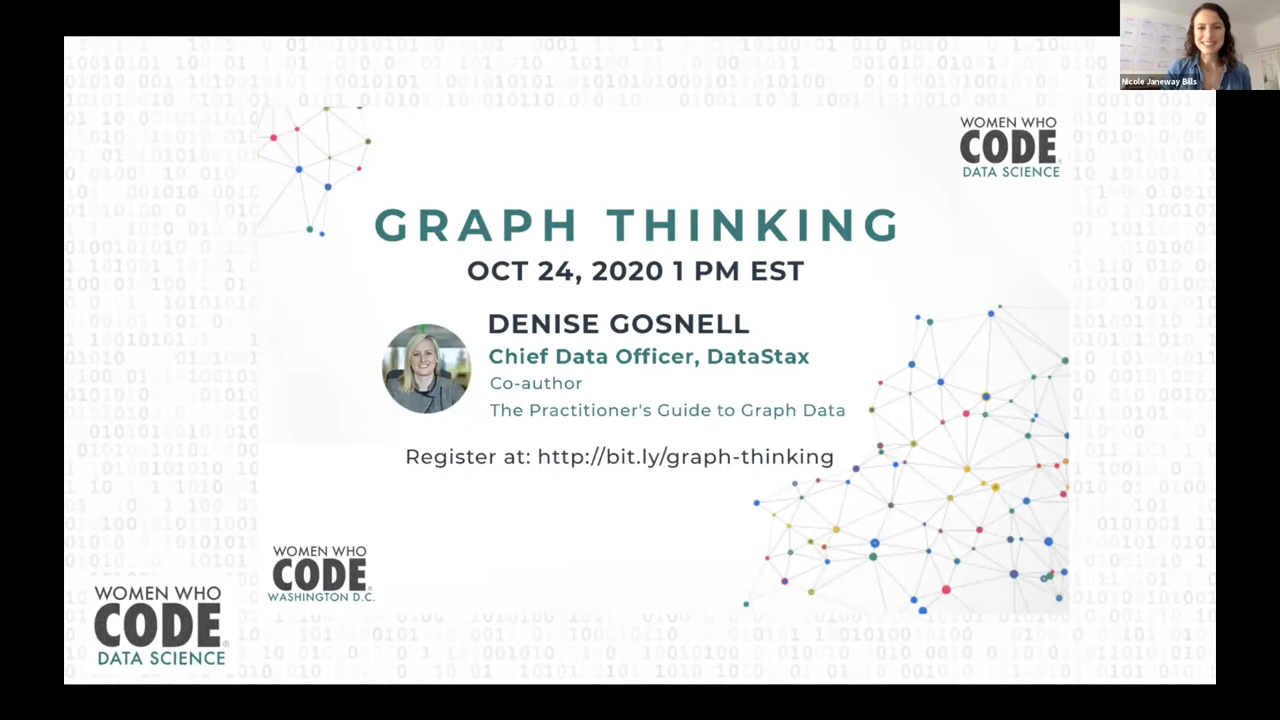 Nicole Janeway Bills
WOMEN WHO
CODE
DATA SCIENCE
GRAPH THINKING
OCT 24, 2020 1 PM EST
DENISE GOSNELL
Chief Data Officer, DataStax
Co-author
The Practitioner's Guide to Graph Data
Register at: http://bit.ly/graph-thinking
WOMEN WHO
CODE
WASHINGTON D.C.
WOMEN WHO
CODE
DATA SCIENCE